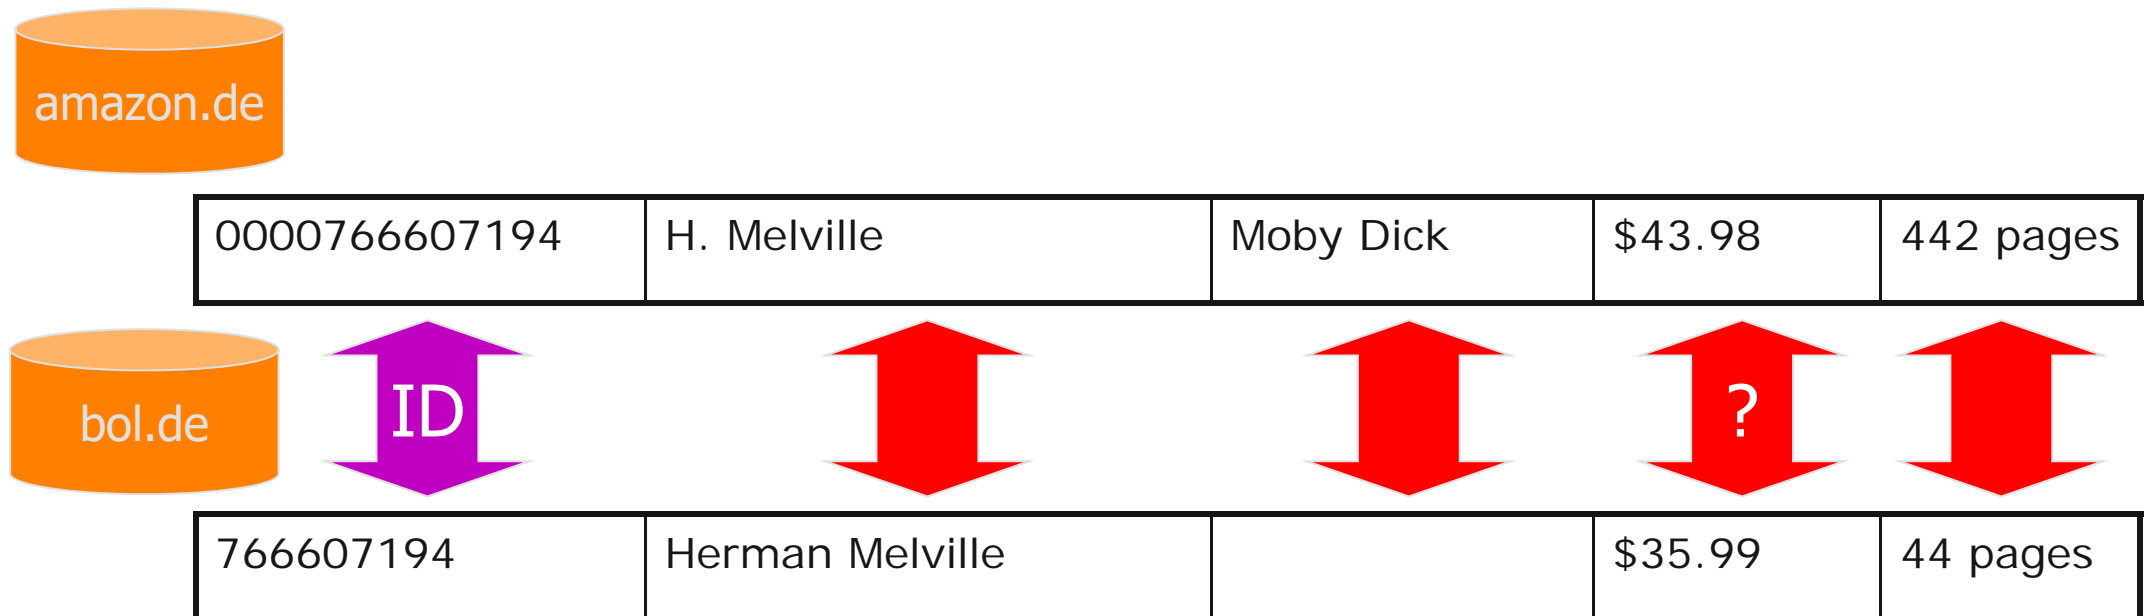 amazon.de
0000766607194 H. Melville Moby Dick $43.98 442 pages
bol.de ID ?
766607194 Herman Melville $35.99 44 pages